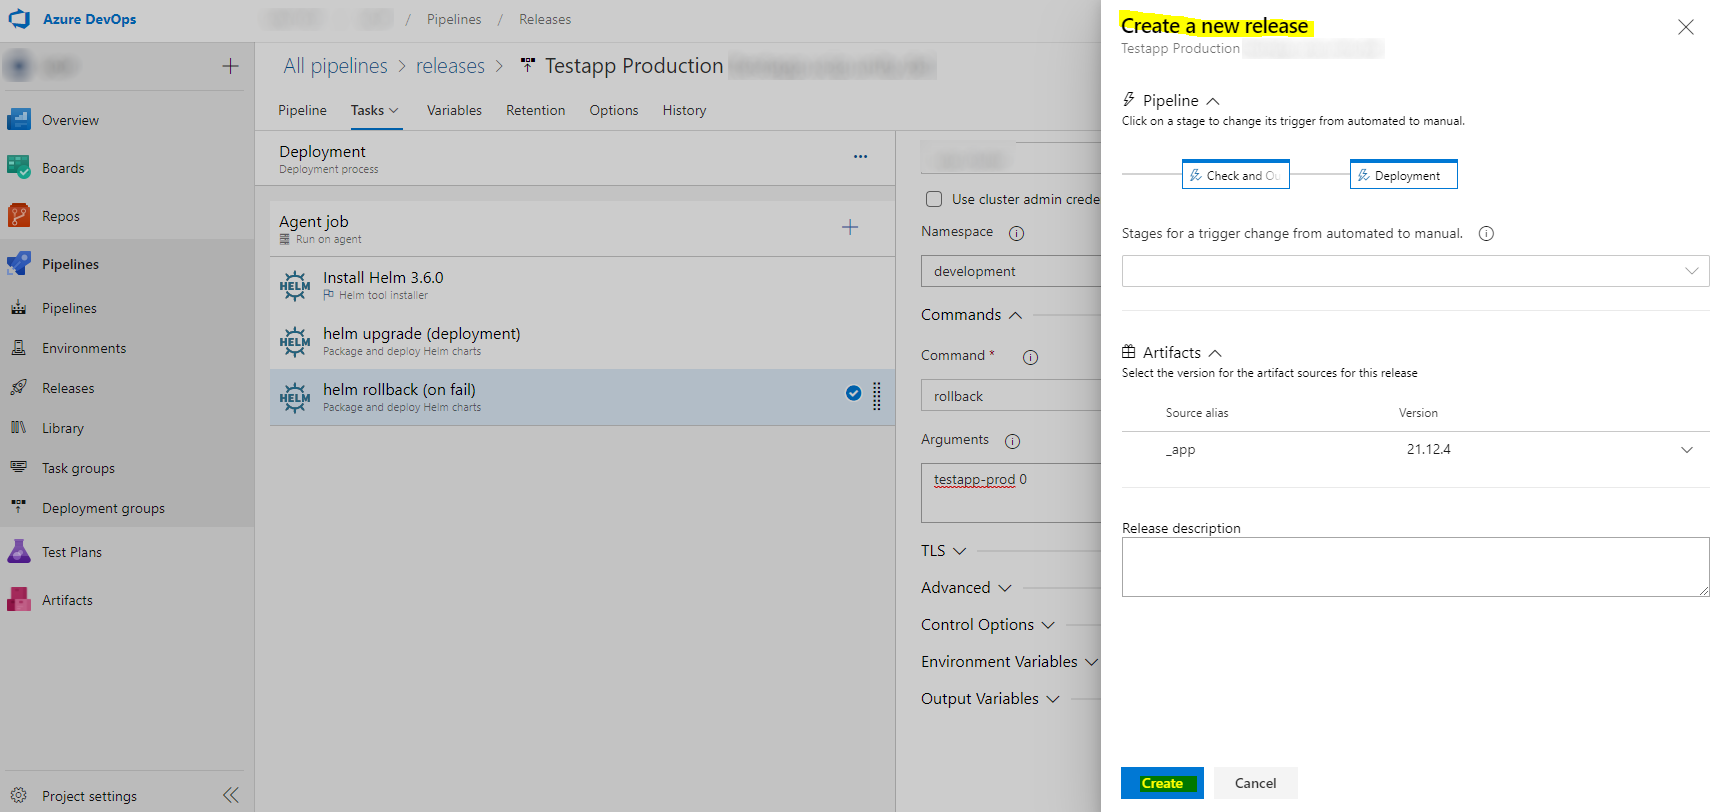 Azure DevOps / Pipelines / Releases
Overview
Boards
Repos
Pipelines
Pipelines
Environments
Releases
Library
Task groups
Deployment groups
Test Plans
Artifacts
Project settings
All pipelines > releases > Testapp Production
Pipeline Tasks Variables Retention Options History
Deployment
Deployment process
Agent job
Run on agent
HELM
Install Helm 3.6.0
Helm tool installer
HELM
helm upgrade (deployment)
Package and deploy Helm charts
HELM
helm rollback (on fail)
Package and deploy Helm charts
Use cluster admin crede
Namespace
development
Commands
Command *
rollback
Arguments
testapp-prod 0
TLS
Advanced
Control Options
Environment Variables
Output Variables
Create a new release
Testapp Production
Pipeline
Click on a stage to change its trigger from automated to manual.
Check and Ou
Deployment
Stages for a trigger change from automated to manual.
Artifacts
Select the version for the artifact sources for this release
Source alias Version
_app 21.12.4
Release description
Create Cancel